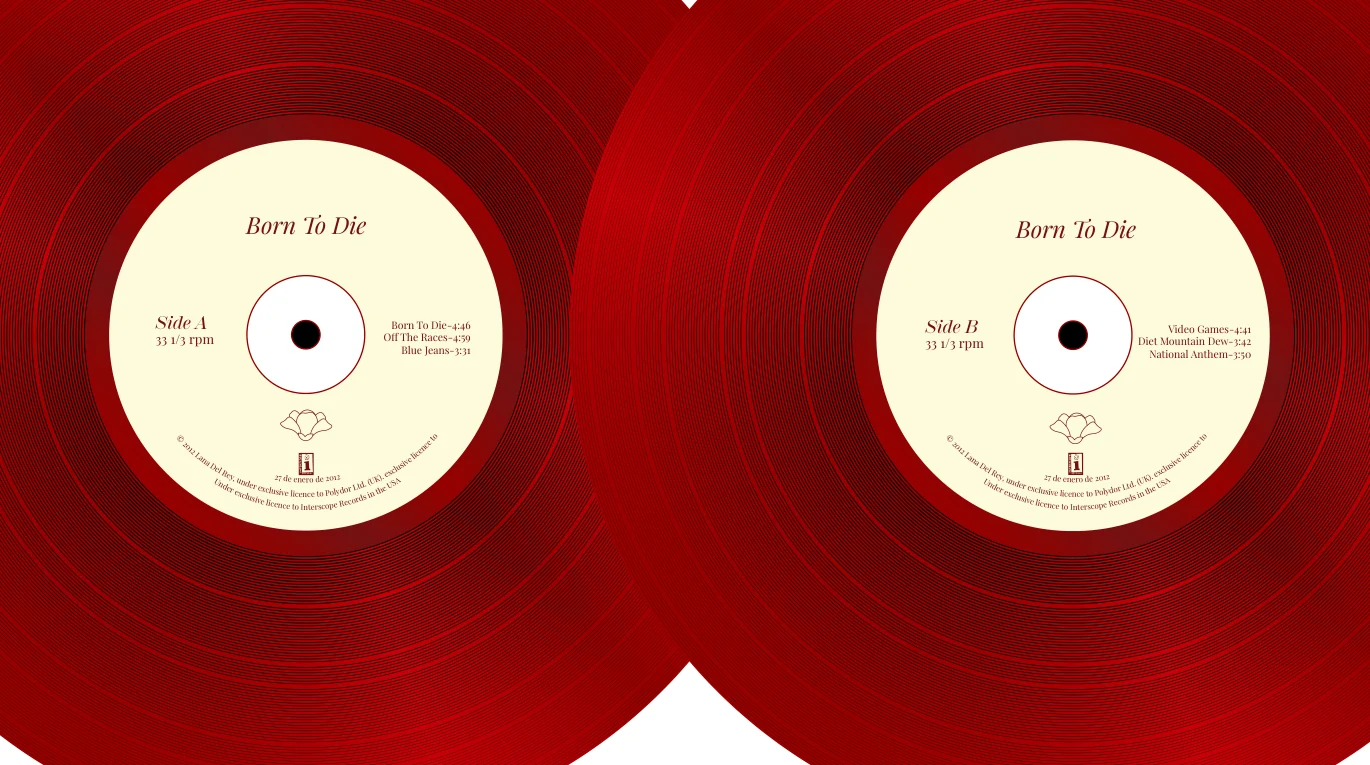 Born To Die
Side A
33 1/3 rpm
Born To Die-4:46
Off The Races-4:59
Blue Jeans-3:31
1
27 de enero de 2012
© 2012 Lana Del Rey, under exclusive licence to Polydor Ltd. (UK). exclusive licence to
Under exclusive licence to Interscope Records in the USA
Born To Die
Side B
33 1/3 rpm
Video Games-4:41
Diet Mountain Dew-3:42
National Anthem-3:50
1
27 de enero de 2012
© 2012 Lana Del Rey, under exclusive licence to Polydor Ltd. (UK). exclusive licence to
Under exclusive licence to Interscope Records in the USA